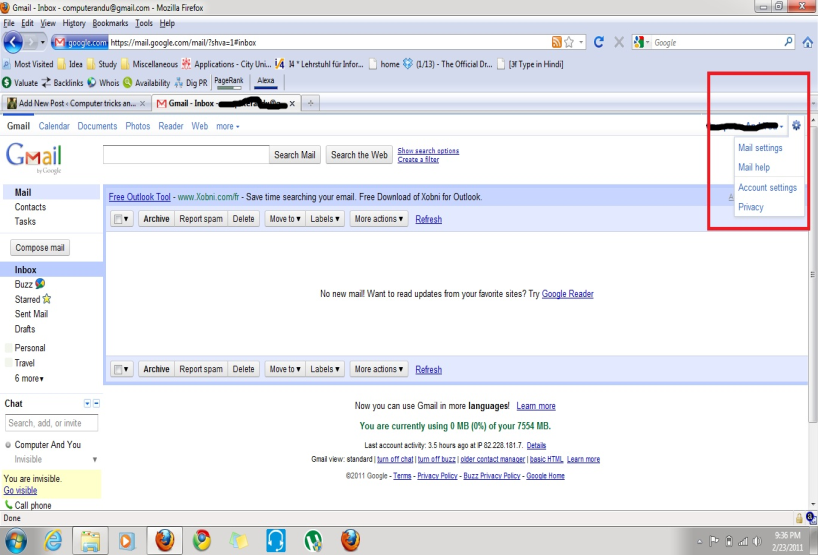 Gmail - Inbox - computerandu@gmail.com - Mozilla Firefox
File Edit View History Bookmarks Tools Help
google.com https://mail.google.com/mail/?shva=1#inbox Google
Most Visited Idea Study Miscellaneous Applications - City Uni... l4 * Lehrstuhl für Infor... home (1/13) - The Official Dr... [Type in Hindi]
Valuate Backlinks Whois Availability Dig PR PageRank Alexa
Add New Post ‹ Computer tricks an... Gmail - Inbox -
Gmail Calendar Documents Photos Reader Web more
GMail by Google
Search Mail Search the Web Show search options
Create a filter
Mail settings
Mail help
Account settings
Privacy
Mail
Contacts
Tasks
Compose mail
Inbox
Buzz
Starred
Sent Mail
Drafts
Personal
Travel
6 more
Free Outlook Tool - www.Xobni.com/fr - Save time searching your email. Free Download of Xobni for Outlook.
Archive Report spam Delete Move to Labels More actions Refresh
No new mail! Want to read updates from your favorite sites? Try Google Reader
Archive Report spam Delete Move to Labels More actions Refresh
Chat
Search, add, or invite
Computer And You
Invisible
You are invisible.
Go visible
Call phone
Now you can use Gmail in more languages! Learn more
You are currently using 0 MB (0%) of your 7554 MB.
Last account activity: 3.5 hours ago at IP 82.228.181.7. Details
Gmail view: standard | turn off chat | turn off buzz | older contact manager | basic HTML Learn more
©2011 Google - Terms - Privacy Policy - Buzz Privacy Policy - Google Home
Done
9:36 PM
2/23/2011